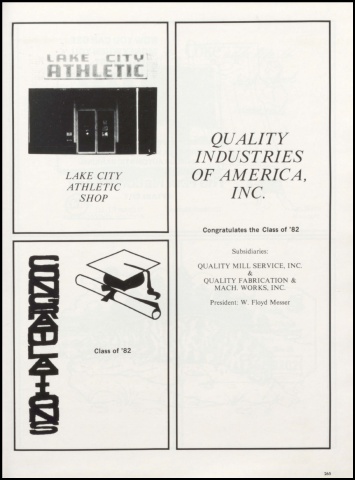 LAKE CITY
ATHLETIC
LAKE CITY
ATHLETIC
SHOP
CONGRATULATIONS
Class of '82
QUALITY
INDUSTRIES
OF AMERICA,
INC.
Congratulates the Class of '82
Subsidiaries:
QUALITY MILL SERVICE, INC.
&
QUALITY FABRICATION &
MACH. WORKS, INC.
President: W. Floyd Messer